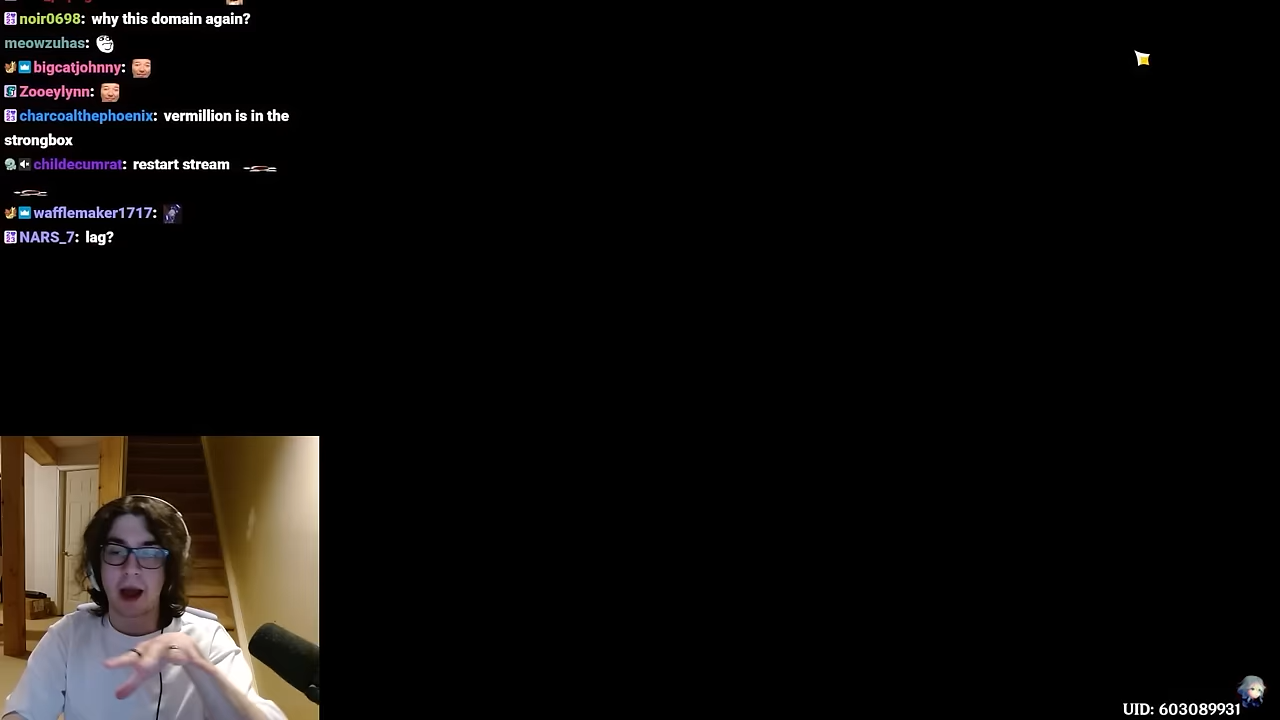 noir0698: why this domain again?
meowzuhas:
bigcatjohnny:
Zooeylynn:
charcoalthephoenix: vermillion is in the
strongbox
childecumrat: restart stream
wafflemaker1717:
NARS_7: lag?
UID: 603089931